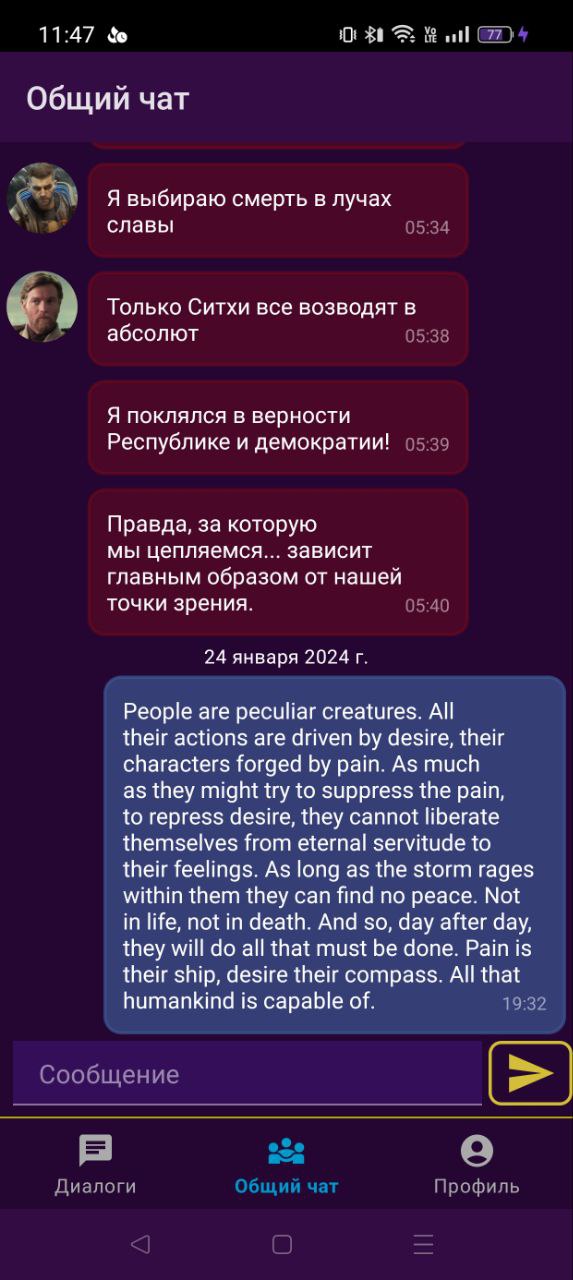 11:47
Vo
LTE
77
Общий чат
Я выбираю смерть в лучах
славы
05:34
Только Ситхи все возводят в
абсолют
05:38
Я поклялся в верности
Республике и демократии!
05:39
Правда, за которую
мы цепляемся... зависит
главным образом от нашей
точки зрения.
05:40
24 января 2024 г.
People are peculiar creatures. All
their actions are driven by desire, their
characters forged by pain. As much
as they might try to suppress the pain,
to repress desire, they cannot liberate
themselves from eternal servitude to
their feelings. As long as the storm rages
within them they can find no peace. Not
in life, not in death. And so, day after day,
they will do all that must be done. Pain is
their ship, desire their compass. All that
humankind is capable of.
19:32
Сообщение
Диалоги
Общий чат
Профиль